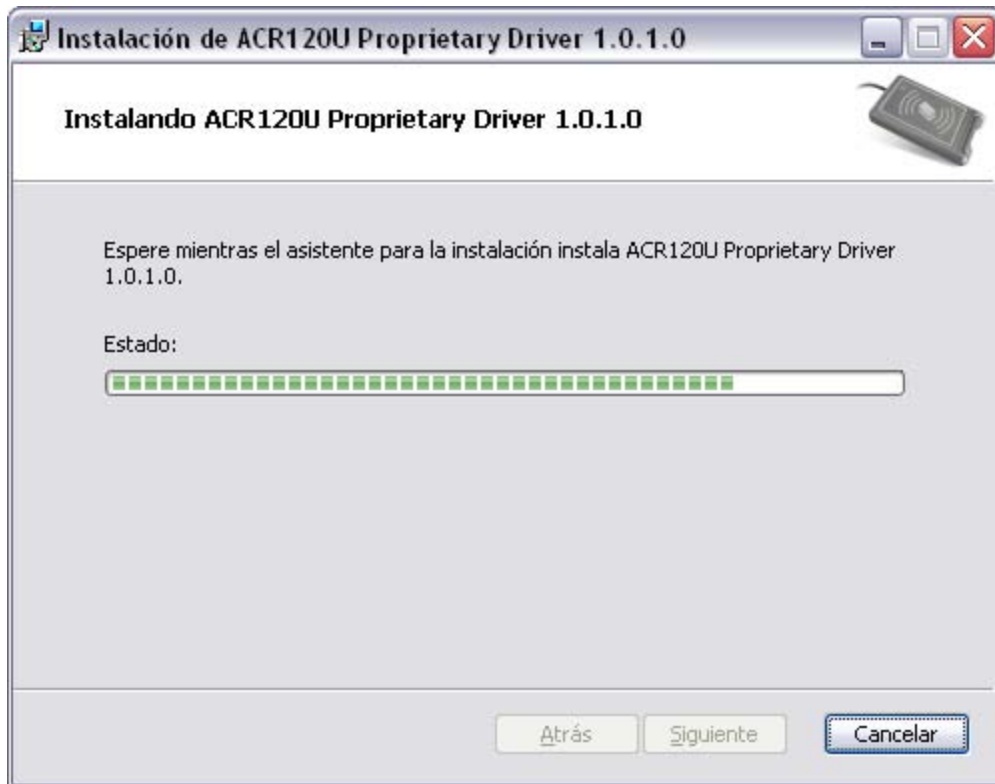 Instalación de ACR120U Proprietary Driver 1.0.1.0
Instalando ACR120U Proprietary Driver 1.0.1.0
Espere mientras el asistente para la instalación instala ACR120U Proprietary Driver
1.0.1.0.
Estado:
Atrás
Siguiente
Cancelar